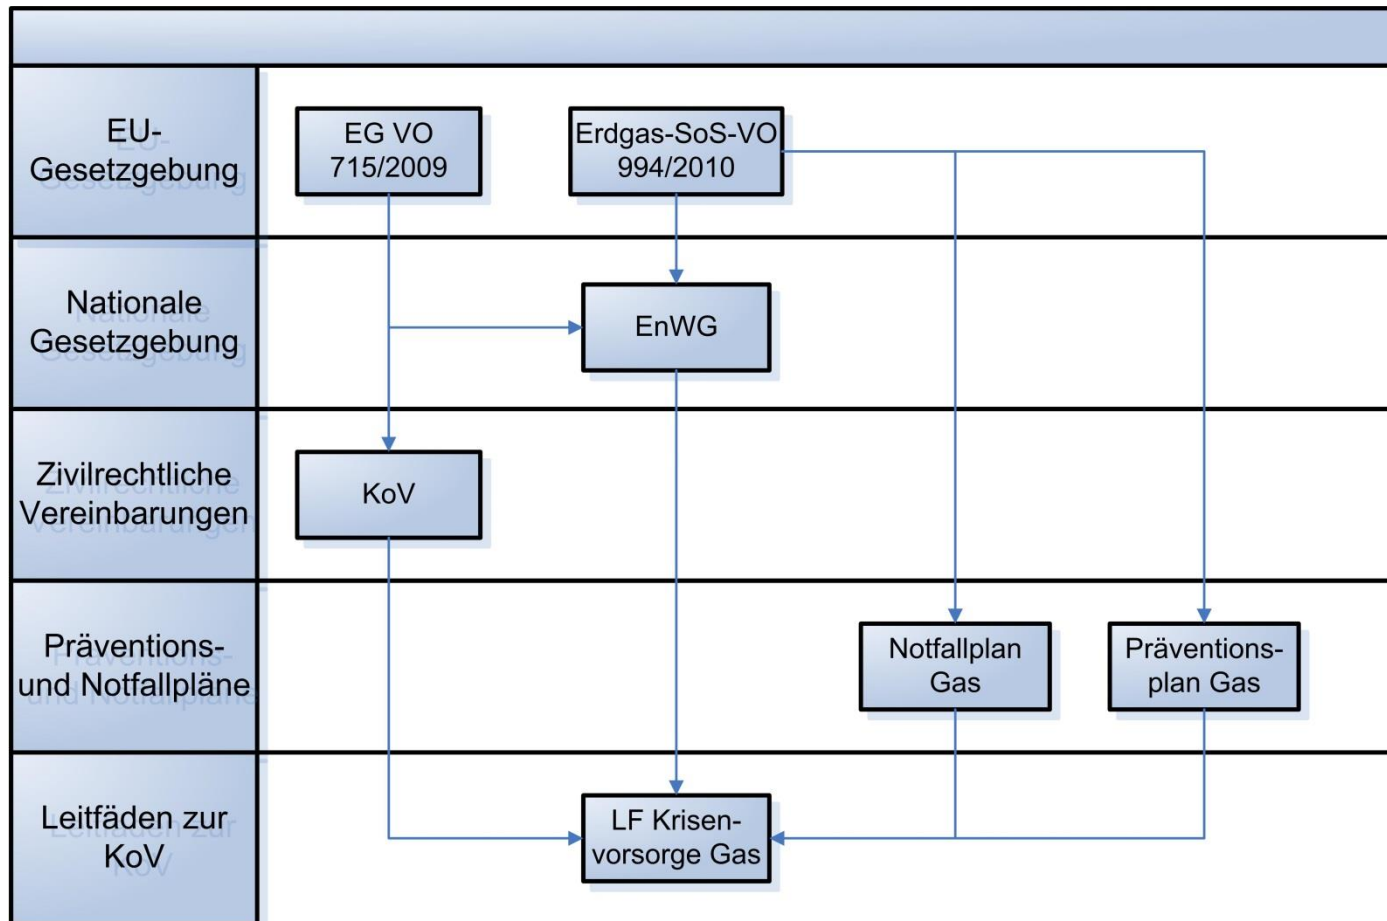 EU-
Gesetzgebung
EG VO
715/2009
Erdgas-SoS-VO
994/2010
Nationale
Gesetzgebung
EnWG
Zivilrechtliche
Vereinbarungen
KoV
Präventions-
und Notfallpläne
Notfallplan
Gas
Präventions-
plan Gas
Leitfäden zur
KoV
LF Krisen-
vorsorge Gas